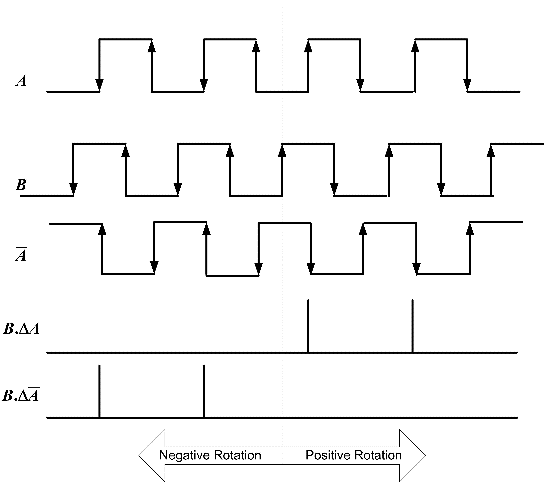 A
B
A̅
B.ΔA
B.ΔA̅
Negative Rotation Positive Rotation